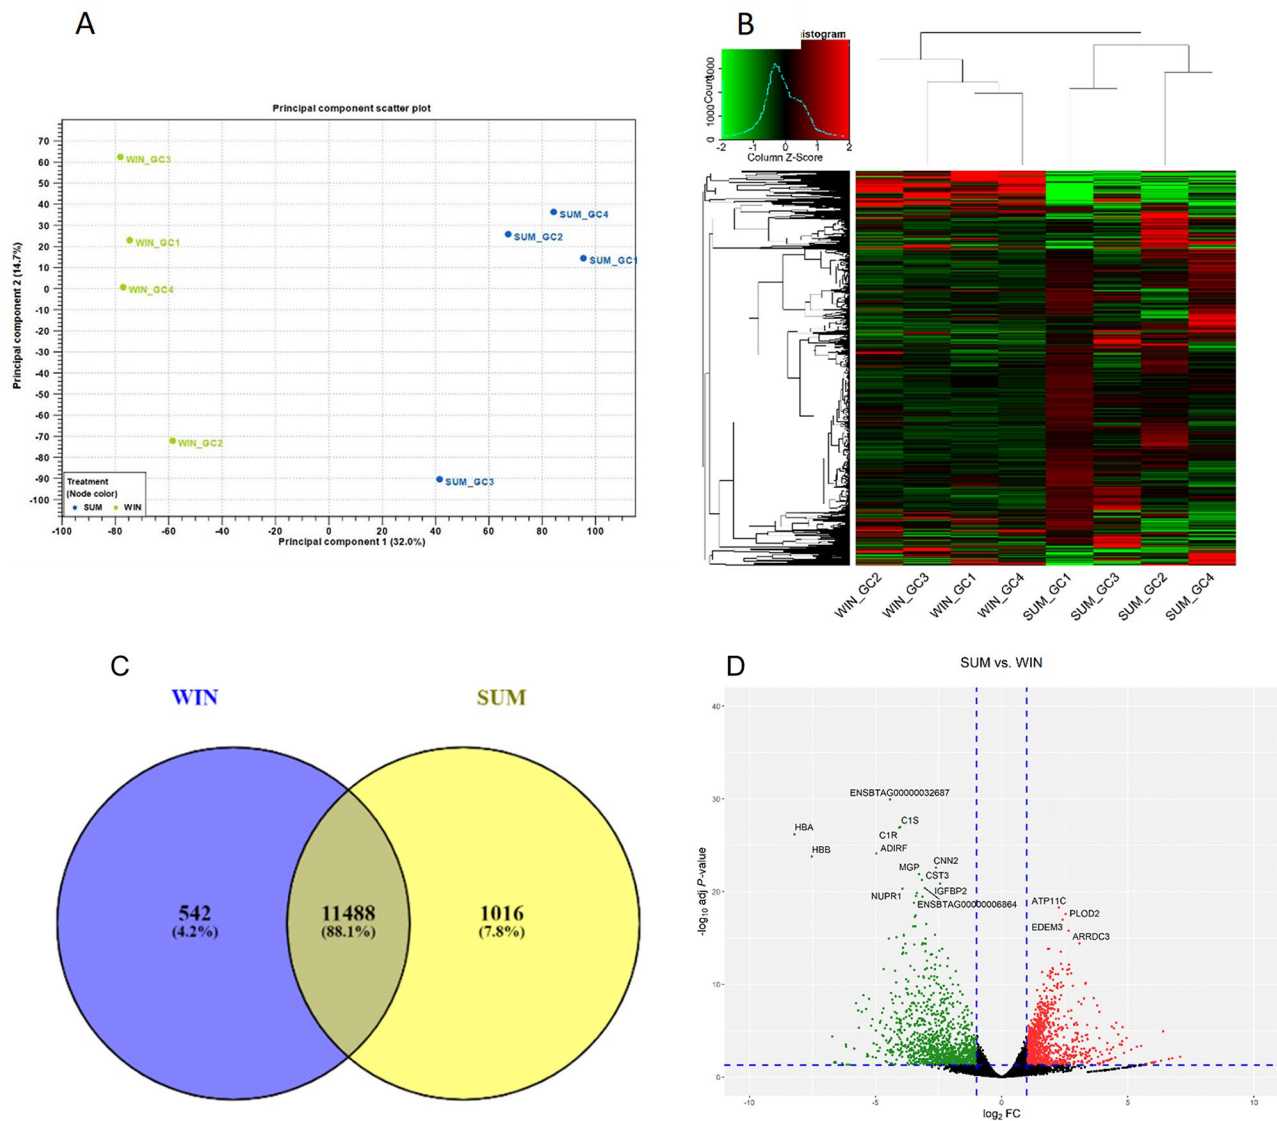 A
Principal component scatter plot
Principal component 2 (14.7%)
70
60
50
40
30
20
10
0
-10
-20
-30
-40
-50
-60
-70
-80
-90
-100
WIN_GC3
WIN_GC1
WIN_GC4
WIN_GC2
SUM_GC4
SUM_GC2
SUM_GC1
SUM_GC3
Treatment
(Node color)
SUM WIN
-100 -80 -60 -40 -20 0 20 40 60 80 100
Principal component 1 (32.0%)
B
istogram
Count
0 1000 3000
-2 -1 0 1 2
Column Z-Score
WIN_GC2 WIN_GC3 WIN_GC1 WIN_GC4 SUM_GC1 SUM_GC3 SUM_GC2 SUM_GC4
C
WIN SUM
542 11488 1016
(4.2%) (88.1%) (7.8%)
D
SUM vs. WIN
-log10 adj P-value
40
30
20
10
0
ENSBTAG00000032687
HBA
C1S
C1R
HBB
ADIRF
CNN2
MGP
CST3
NUPR1
IGFBP2
ENSBTAG00000006864
ATP11C
PLOD2
EDEM3
ARRDC3
-10 -5 0 5 10
log2 FC